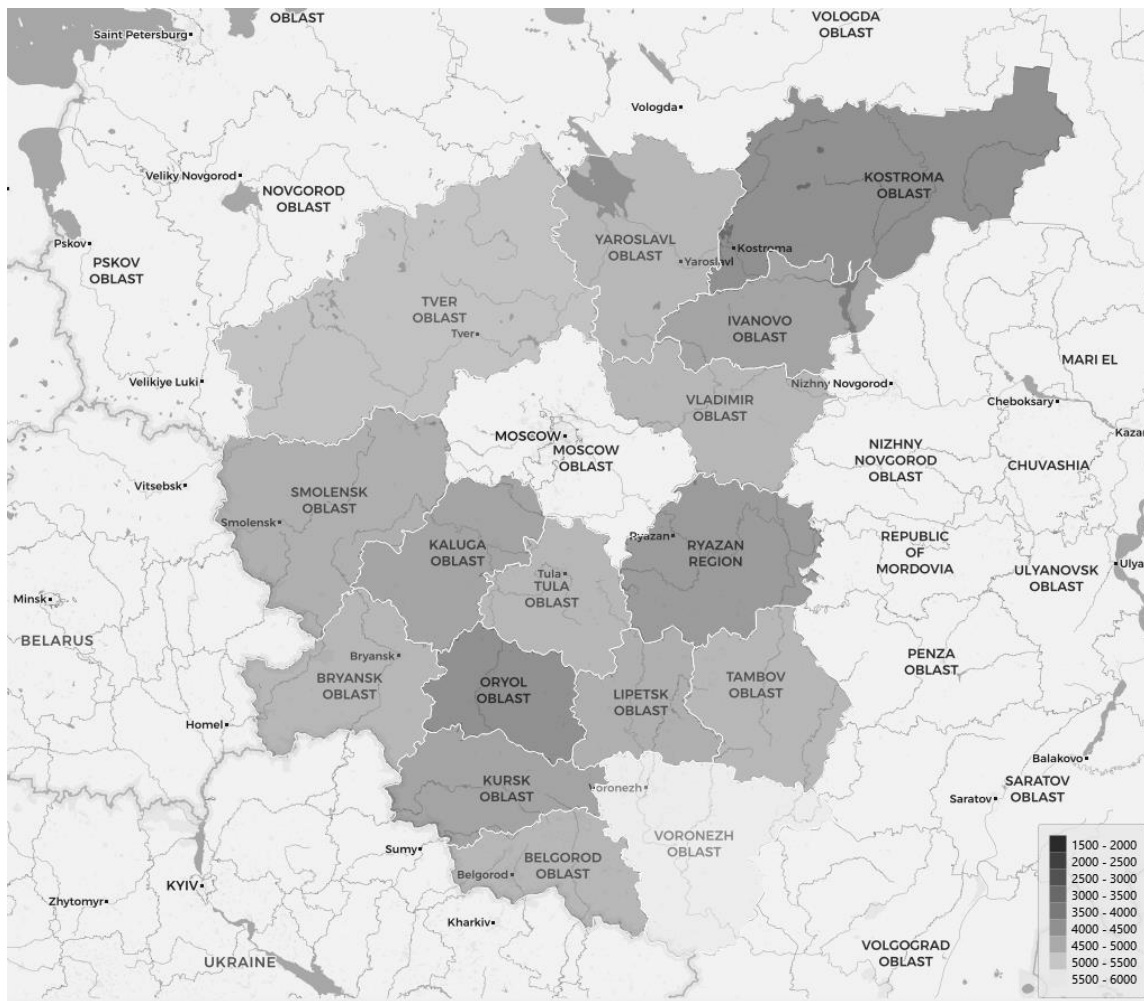 OBLAST
Saint Petersburg
VOLOGDA
OBLAST
Vologda
Veliky Novgorod
NOVGOROD
OBLAST
KOSTROMA
OBLAST
Pskov
PSKOV
OBLAST
YAROSLAVL
OBLAST
Kostroma
Yaroslavl
TVER
OBLAST
Tver
IVANOVO
OBLAST
MARI EL
Velikiye Luki
Nizhny Novgorod
Cheboksary
VLADIMIR
OBLAST
Kazan
MOSCOW
MOSCOW
OBLAST
NIZHNY
NOVGOROD
OBLAST
CHUVASHIA
Vitsebsk
SMOLENSK
OBLAST
Smolensk
KALUGA
OBLAST
Ryazan
RYAZAN
REGION
REPUBLIC
OF
MORDOVIA
ULYANOVSK
OBLAST
Ulya
Tula
TULA
OBLAST
Minsk
BELARUS
Bryansk
BRYANSK
OBLAST
ORYOL
OBLAST
LIPETSK
OBLAST
TAMBOV
OBLAST
PENZA
OBLAST
Homel
Balakovo
KURSK
OBLAST
oronezh
Saratov
SARATOV
OBLAST
VORONEZH
OBLAST
Sumy
BELGOROD
OBLAST
Belgorod
KYIV
Zhytomyr
Kharkiv
UKRAINE
VOLGOGRAD
OBLAST
1500 - 2000
2000 - 2500
2500 - 3000
3000 - 3500
3500 - 4000
4000 - 4500
4500 - 5000
5000 - 5500
5500 - 6000